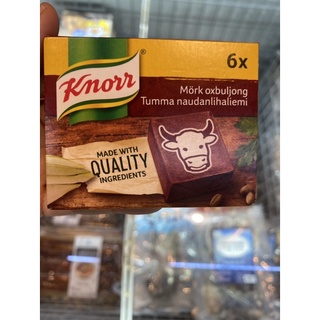 Knorr
6x
Mörk oxbuljong
Tumma naudanlihaliemi
MADE WITH
QUALITY
INGREDIENTS